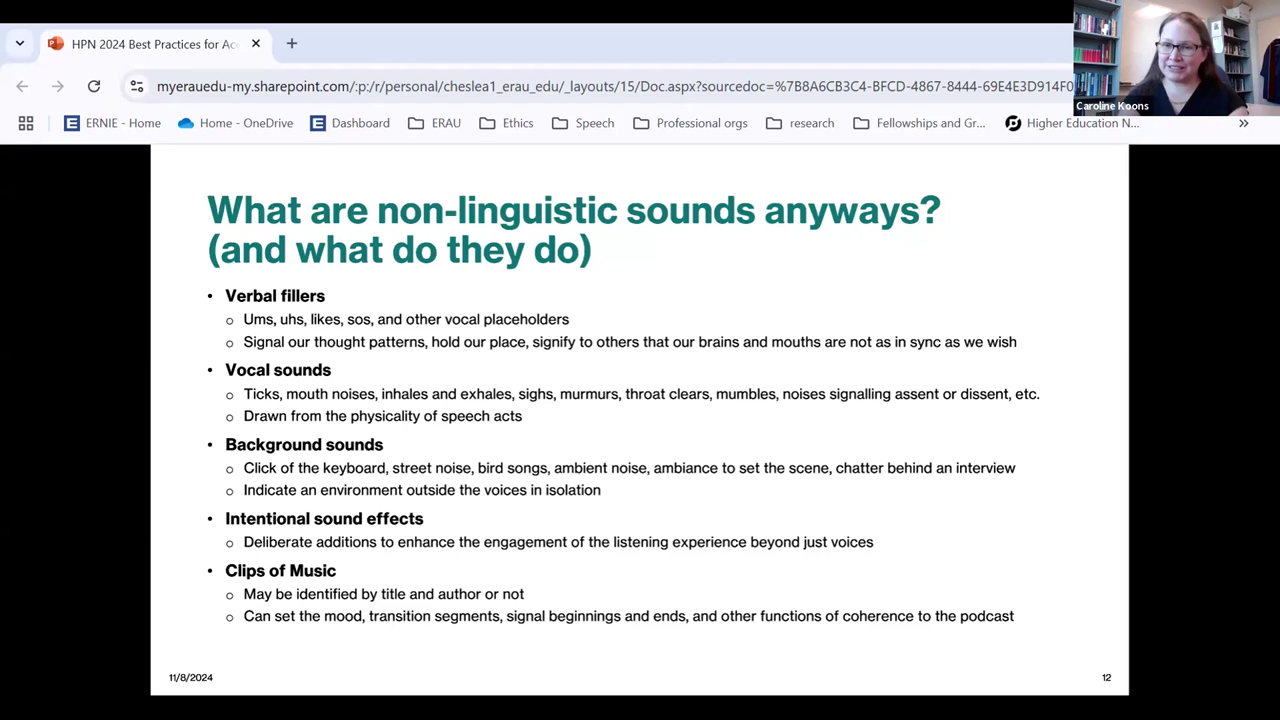 HPN 2024 Best Practices for Ac
myerauedu-my.sharepoint.com/:p:/r/personal/cheslea1_erau_edu/_layouts/15/Doc.aspx?sourcedoc=%7B8A6CB3C4-BFCD-4867-8444-69E4E3D914F0
Caroline Koons
ERNIE - Home
Home - OneDrive
Dashboard
ERAU
Ethics
Speech
Professional orgs
research
Fellowships and Gr...
Higher Education N...
What are non-linguistic sounds anyways?
(and what do they do)
• Verbal fillers
o Ums, uhs, likes, sos, and other vocal placeholders
o Signal our thought patterns, hold our place, signify to others that our brains and mouths are not as in sync as we wish
• Vocal sounds
o Ticks, mouth noises, inhales and exhales, sighs, murmurs, throat clears, mumbles, noises signalling assent or dissent, etc.
o Drawn from the physicality of speech acts
• Background sounds
o Click of the keyboard, street noise, bird songs, ambient noise, ambiance to set the scene, chatter behind an interview
o Indicate an environment outside the voices in isolation
• Intentional sound effects
o Deliberate additions to enhance the engagement of the listening experience beyond just voices
• Clips of Music
o May be identified by title and author or not
o Can set the mood, transition segments, signal beginnings and ends, and other functions of coherence to the podcast
11/8/2024
12